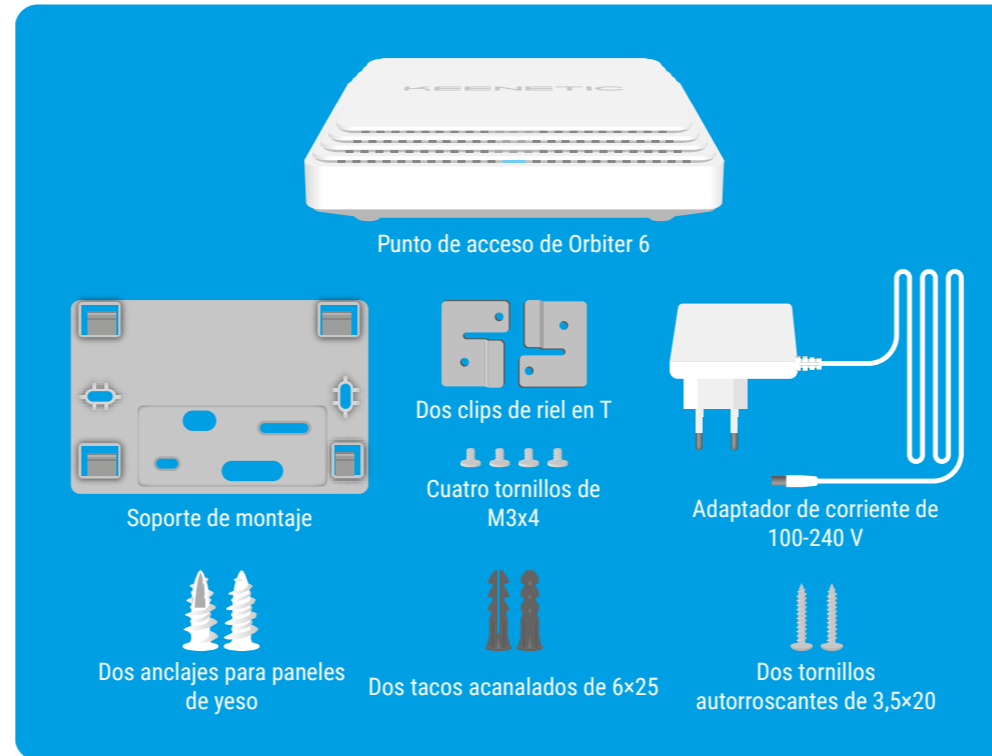 KEENETIC
Punto de acceso de Orbiter 6
Dos clips de riel en T
Soporte de montaje
Cuatro tornillos de
M3x4
Adaptador de corriente de
100-240 V
Dos anclajes para paneles
de yeso
Dos tacos acanalados de 6×25
Dos tornillos
autorroscantes de 3,5×20